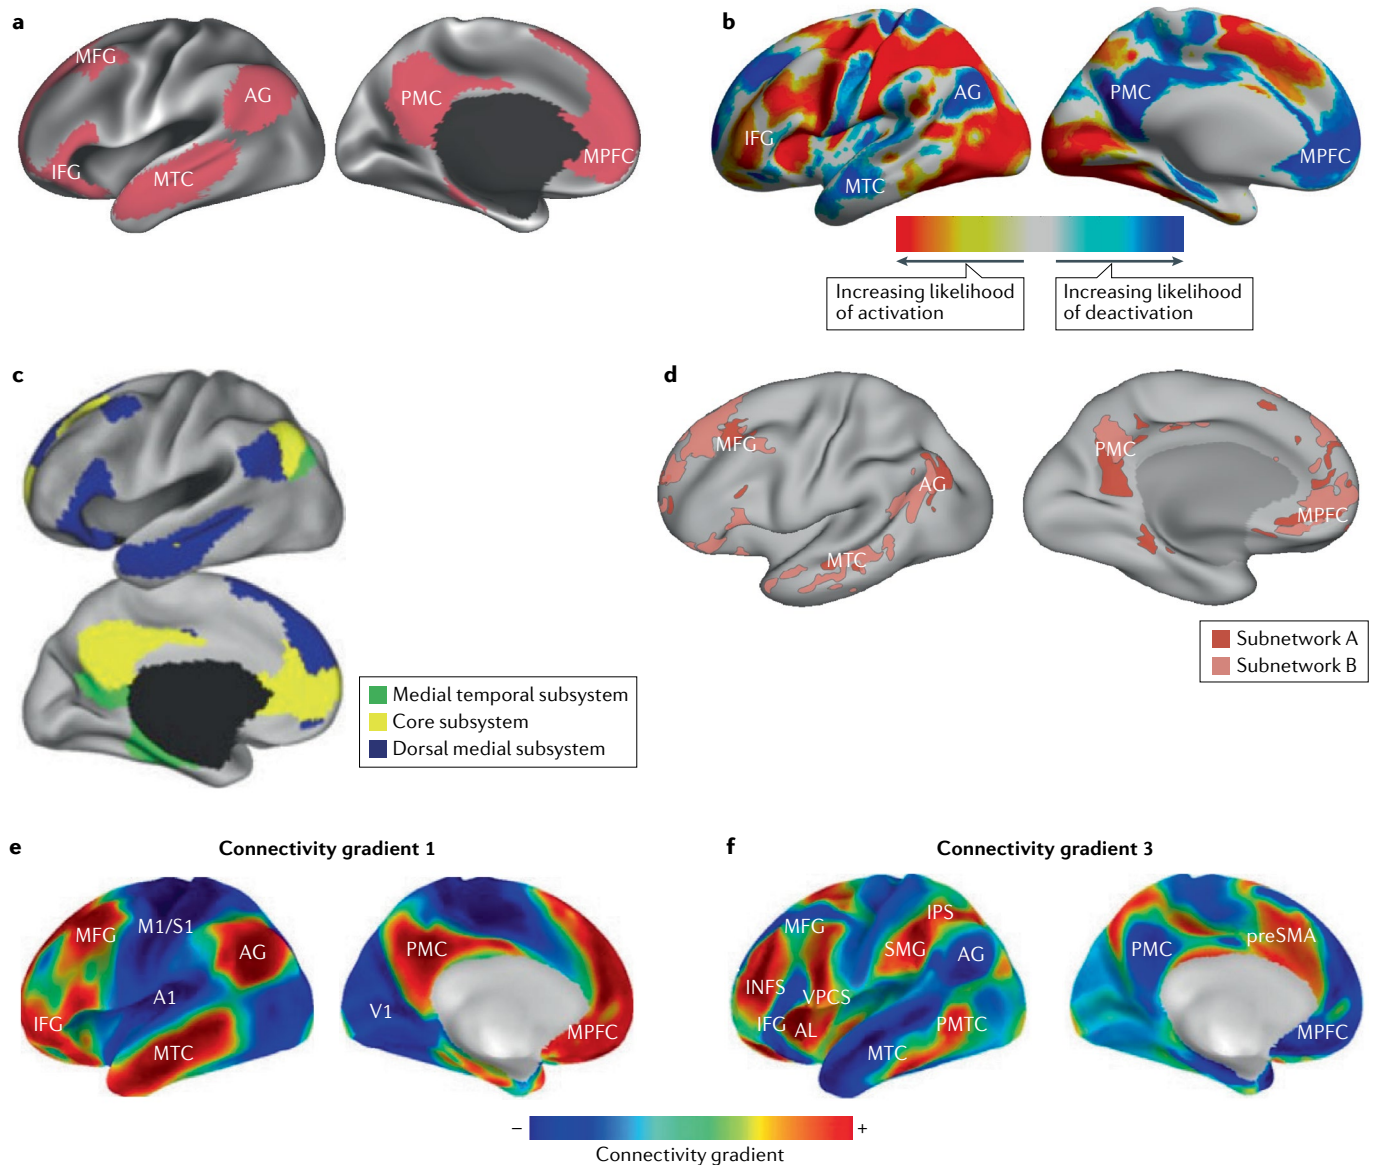 a
MFG
AG
IFG
MTC
PMC
MPFC
b
IFG
MTC
AG
PMC
MPFC
Increasing likelihood
of activation
Increasing likelihood
of deactivation
c
Medial temporal subsystem
Core subsystem
Dorsal medial subsystem
d
MFG
AG
MTC
PMC
MPFC
Subnetwork A
Subnetwork B
e
Connectivity gradient 1
MFG
M1/S1
AG
A1
IFG
MTC
PMC
V1
MPFC
f
Connectivity gradient 3
MFG
IPS
SMG
AG
INFS
VPCS
IFG
AL
PMTC
MTC
PMC
preSMA
MPFC
– +
Connectivity gradient